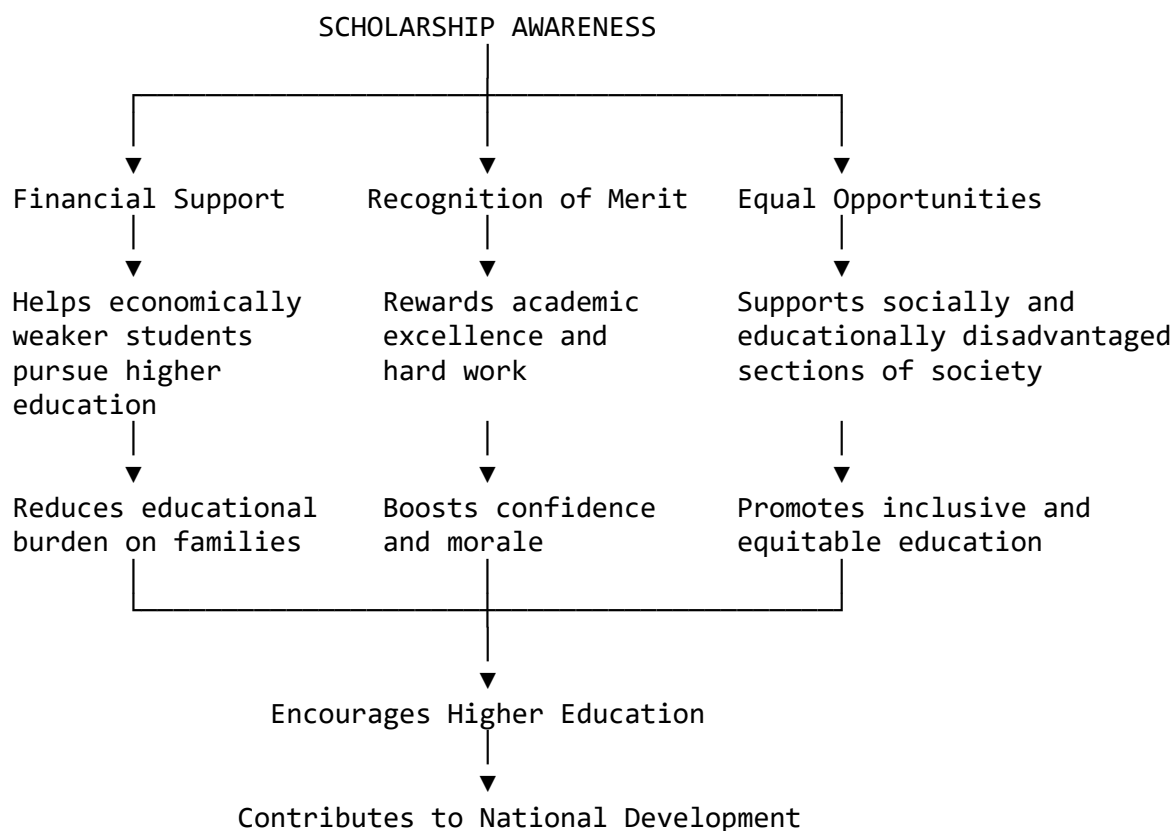 SCHOLARSHIP AWARENESS
Financial Support
Recognition of Merit
Equal Opportunities
Helps economically
weaker students
pursue higher
education
Rewards academic
excellence and
hard work
Supports socially and
educationally disadvantaged
sections of society
Reduces educational
burden on families
Boosts confidence
and morale
Promotes inclusive and
equitable education
Encourages Higher Education
Contributes to National Development